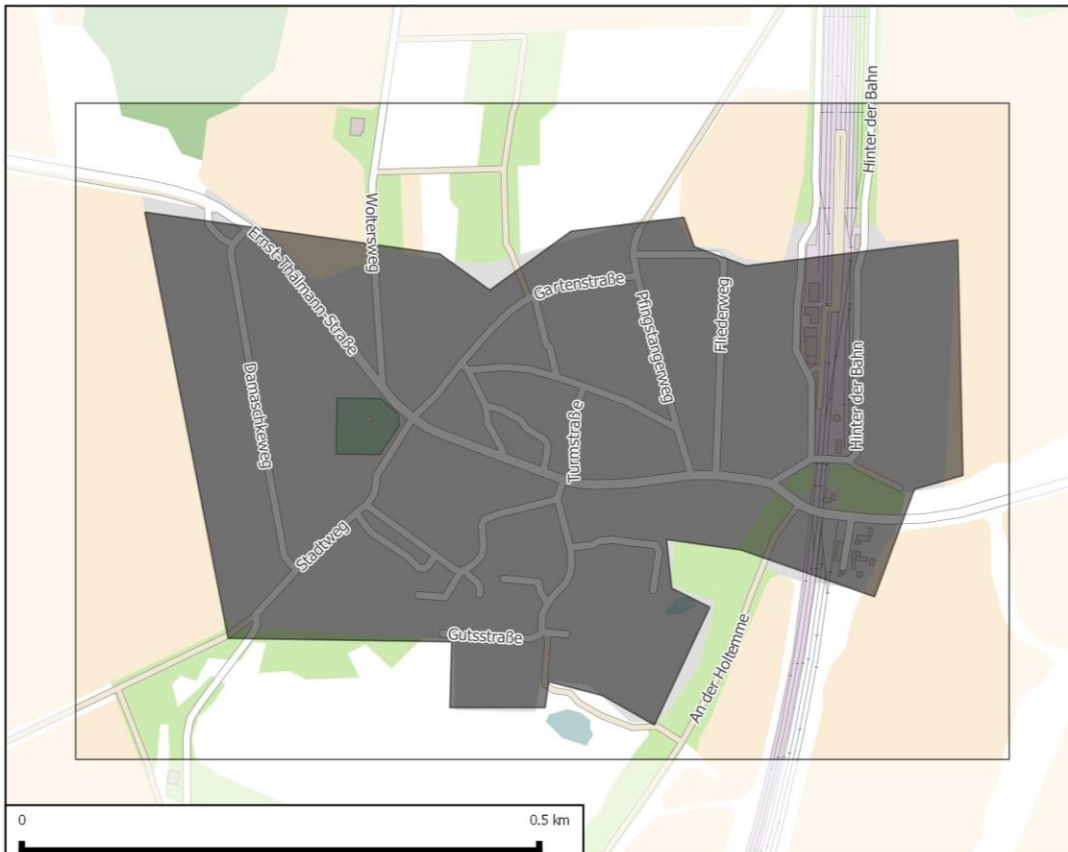 Hinter der Bahn
Woltersweg
Ernst-Thälmann-Straße
Gartenstraße
Pfingstangerweg
Fliederweg
Damaschkeweg
Turmstraße
Hinter der Bahn
Stadtweg
Gutsstraße
An der Holtemme
0 0.5 km